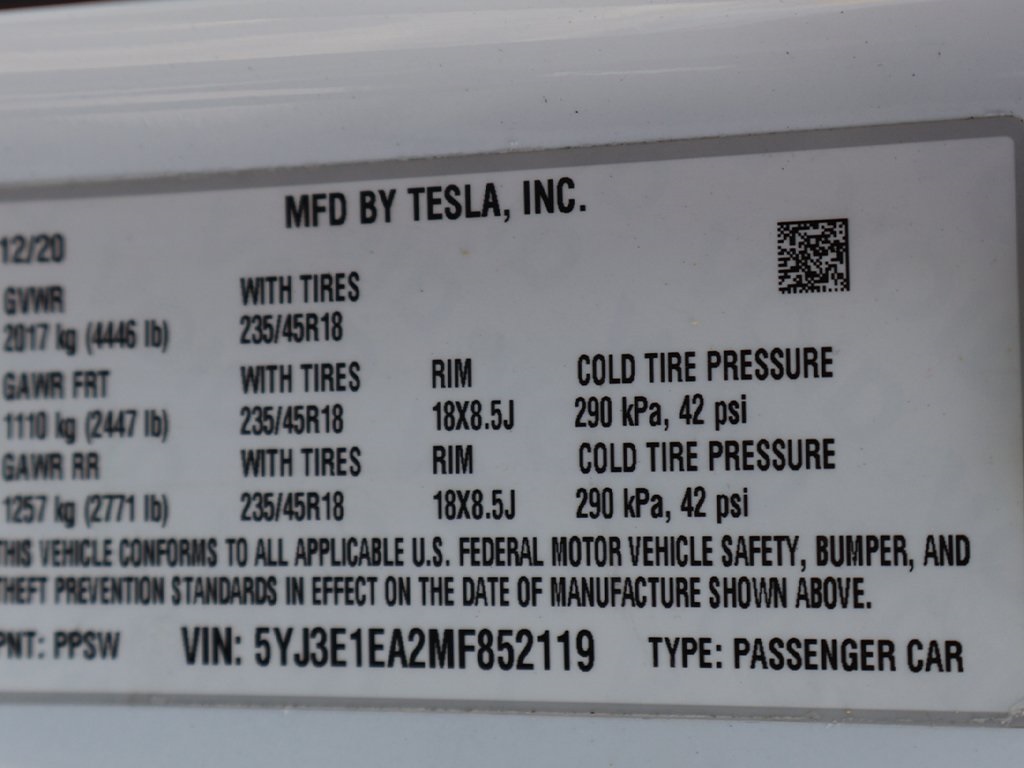 MFD BY TESLA, INC.
12/20
GVWR WITH TIRES
2017 kg (4446 lb) 235/45R18
GAWR FRT WITH TIRES RIM COLD TIRE PRESSURE
1110 kg (2447 lb) 235/45R18 18X8.5J 290 kPa, 42 psi
GAWR RR WITH TIRES RIM COLD TIRE PRESSURE
1257 kg (2771 lb) 235/45R18 18X8.5J 290 kPa, 42 psi
THIS VEHICLE CONFORMS TO ALL APPLICABLE U.S. FEDERAL MOTOR VEHICLE SAFETY, BUMPER, AND
THEFT PREVENTION STANDARDS IN EFFECT ON THE DATE OF MANUFACTURE SHOWN ABOVE.
PNT: PPSW VIN: 5YJ3E1EA2MF852119 TYPE: PASSENGER CAR